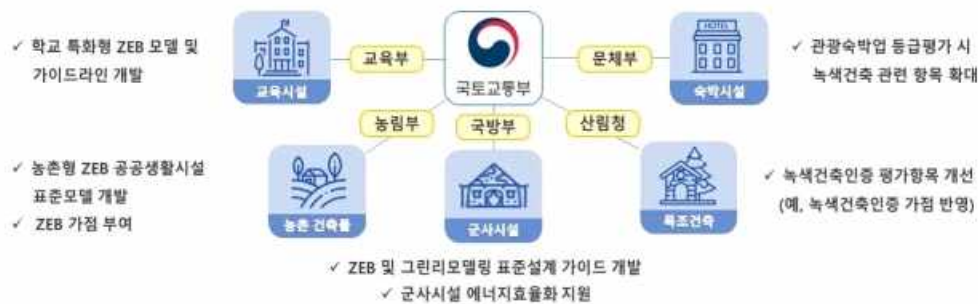 ✓ 학교 특화형 ZEB 모델 및
가이드라인 개발
교육시설
교육부
국토교통부
문체부
HOTEL
숙박시설
✓ 관광숙박업 등급평가 시
녹색건축 관련 항목 확대
농림부
국방부
산림청
✓ 농촌형 ZEB 공공생활시설
표준모델 개발
✓ ZEB 가점 부여
농촌 건축물
군사시설
목조건축
✓ 녹색건축인증 평가항목 개선
(예, 녹색건축인증 가점 반영)
✓ ZEB 및 그린리모델링 표준설계 가이드 개발
✓ 군사시설 에너지효율화 지원